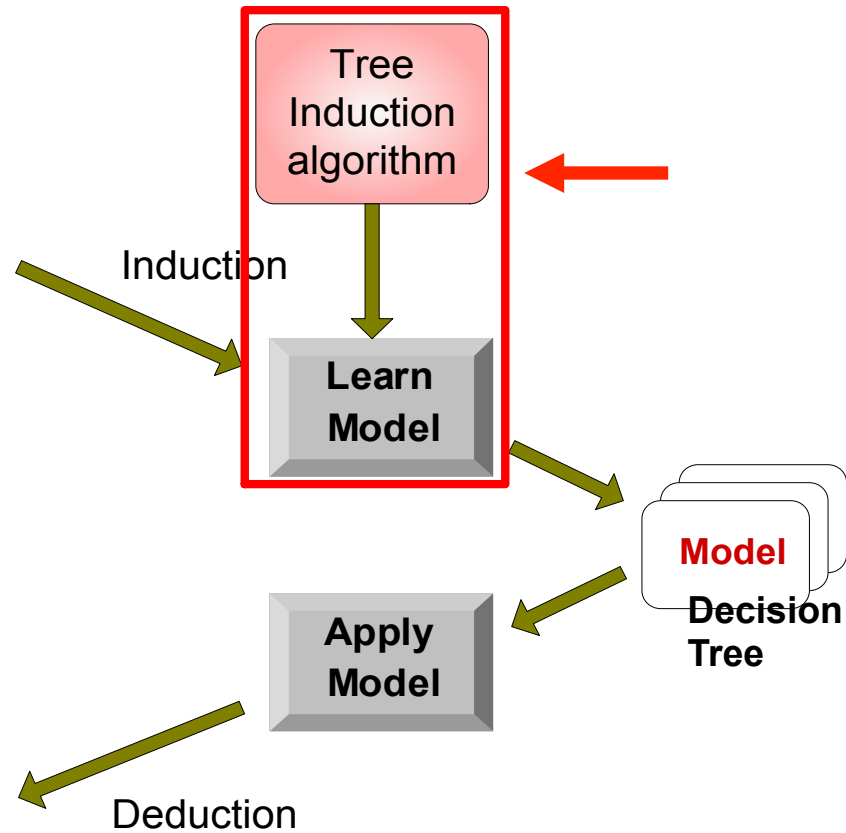 Tree
Induction
algorithm
Induction
Learn
Model
Model
Decision
Tree
Apply
Model
Deduction